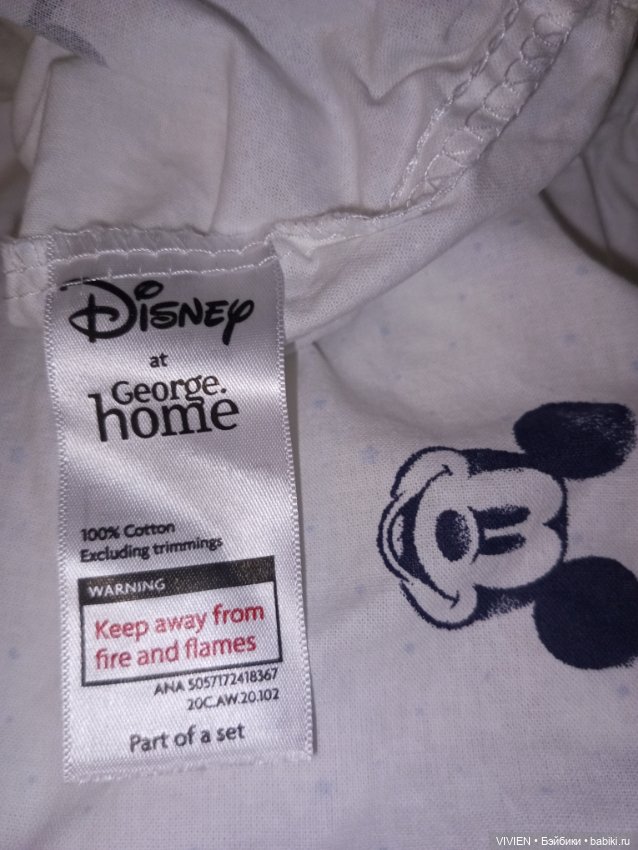 Disney
at
George.
home
100% Cotton
Excluding trimmings
WARNING
Keep away from
fire and flames
ANA 5057172418367
20C.AW.20.102
Part of a set
VIVIEN • Бэйбики • babiki.ru